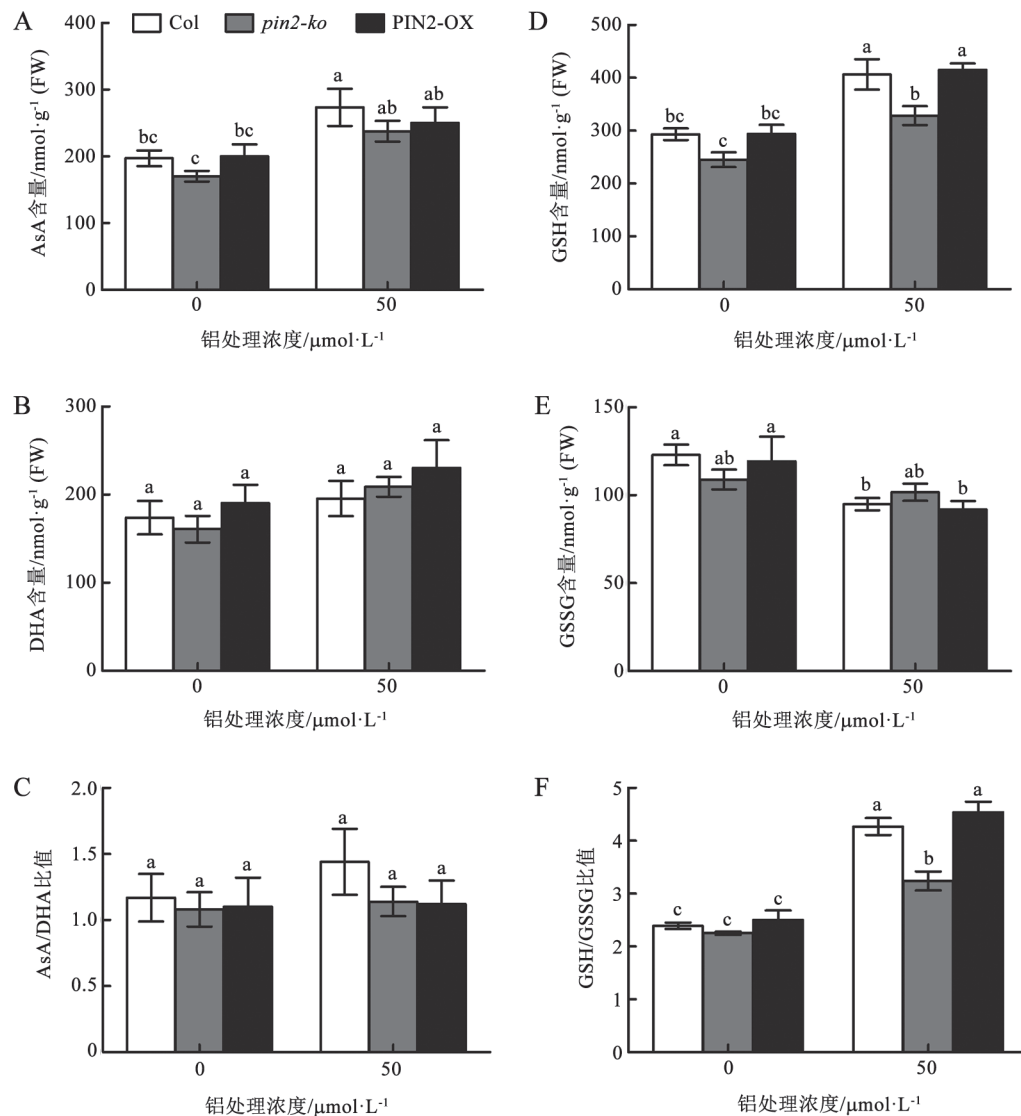 A
Col pin2-ko PIN2-OX
AsA含量/nmol·g⁻¹ (FW)
400
300
200
100
0
bc c bc a ab ab
0 50
铝处理浓度/μmol·L⁻¹
D
GSH含量/nmol·g⁻¹ (FW)
500
400
300
200
100
0
bc c bc a b a
0 50
铝处理浓度/μmol·L⁻¹
B
DHA含量/nmol·g⁻¹ (FW)
300
200
100
0
a a a a a a
0 50
铝处理浓度/μmol·L⁻¹
E
GSSG含量/nmol·g⁻¹ (FW)
150
100
50
0
a ab a b ab b
0 50
铝处理浓度/μmol·L⁻¹
C
AsA/DHA比值
2.0
1.5
1.0
0.5
0
a a a a a a
0 50
铝处理浓度/μmol·L⁻¹
F
GSH/GSSG比值
5
4
3
2
1
0
c c c a b a
0 50
铝处理浓度/μmol·L⁻¹